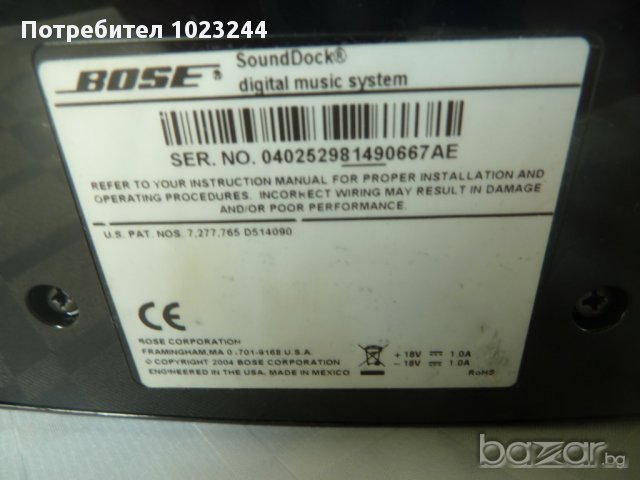 Потребител 1023244
BOSE®
SoundDock®
digital music system
SER. NO. 040252981490667AE
REFER TO YOUR INSTRUCTION MANUAL FOR PROPER INSTALLATION AND
OPERATING PROCEDURES. INCORRECT WIRING MAY RESULT IN DAMAGE
AND/OR POOR PERFORMANCE.
U.S. PAT. NOS. 7,277,765 D514090
CE
BOSE CORPORATION
FRAMINGHAM,MA 0.701-9168 U.S.A.
© COPYRIGHT 2004 BOSE CORPORATION
ENGINEERED IN THE USA, MADE IN MEXICO
+ 18V 1.0A
– 18V 1.0A
RoHS
bazar.bg